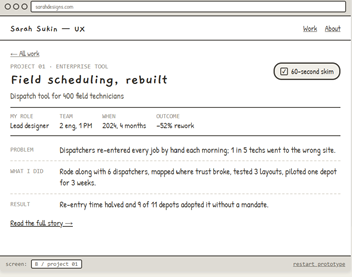 sarahdesigns.com
Sarah Sukin — UX
Work About
← All work
PROJECT 01 · ENTERPRISE TOOL
60-second skim
Field scheduling, rebuilt
Dispatch tool for 400 field technicians
MY ROLE TEAM WHEN OUTCOME
Lead designer 2 eng, 1 PM 2024, 4 months −52% rework
PROBLEM Dispatchers re-entered every job by hand each morning; 1 in 5 techs went to the wrong site.
WHAT I DID Rode along with 6 dispatchers, mapped where trust broke, tested 3 layouts, piloted one depot
for 3 weeks.
RESULT Re-entry time halved and 9 of 11 depots adopted it without a mandate.
Read the full story →
screen: B / project 01 restart prototype